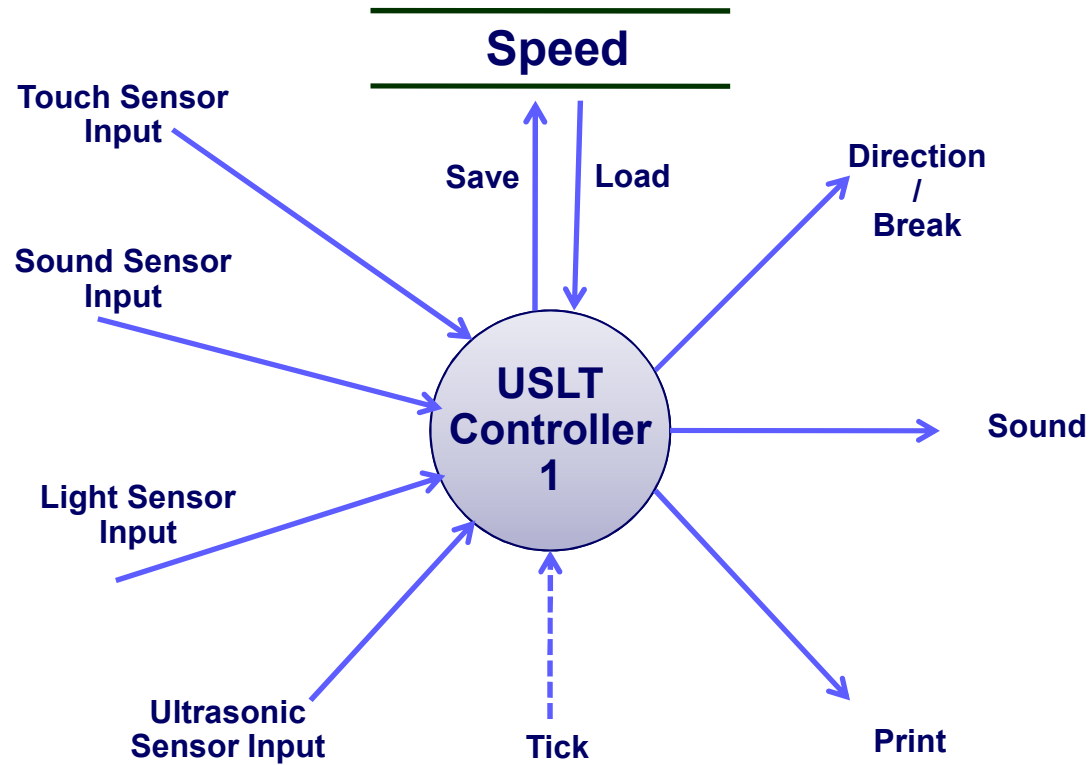 Speed
Touch Sensor
Input
Save
Load
Direction
/
Break
Sound Sensor
Input
USLT
Controller
1
Sound
Light Sensor
Input
Ultrasonic
Sensor Input
Tick
Print